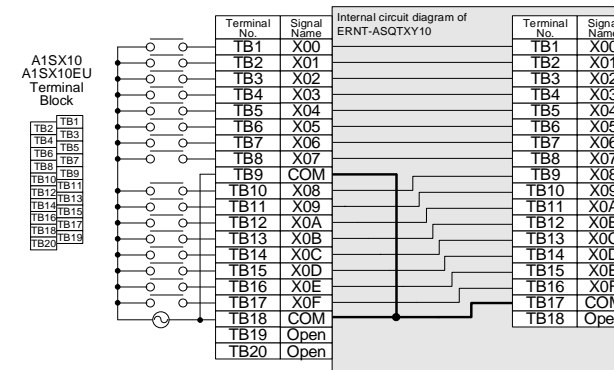 A1SX10
A1SX10EU
Terminal
Block
TB1
TB2
TB3
TB4
TB5
TB6
TB7
TB8
TB9
TB10
TB11
TB12
TB13
TB14
TB15
TB16
TB17
TB18
TB19
TB20
Terminal No. Signal Name
TB1 X00
TB2 X01
TB3 X02
TB4 X03
TB5 X04
TB6 X05
TB7 X06
TB8 X07
TB9 COM
TB10 X08
TB11 X09
TB12 X0A
TB13 X0B
TB14 X0C
TB15 X0D
TB16 X0E
TB17 X0F
TB18 COM
TB19 Open
TB20 Open
Internal circuit diagram of
ERNT-ASQTXY10
Terminal No. Signa Name
TB1 X00
TB2 X01
TB3 X02
TB4 X03
TB5 X04
TB6 X05
TB7 X06
TB8 X07
TB9 X08
TB10 X09
TB11 X0A
TB12 X0B
TB13 X0C
TB14 X0D
TB15 X0E
TB16 X0F
TB17 COM
TB18 Ope